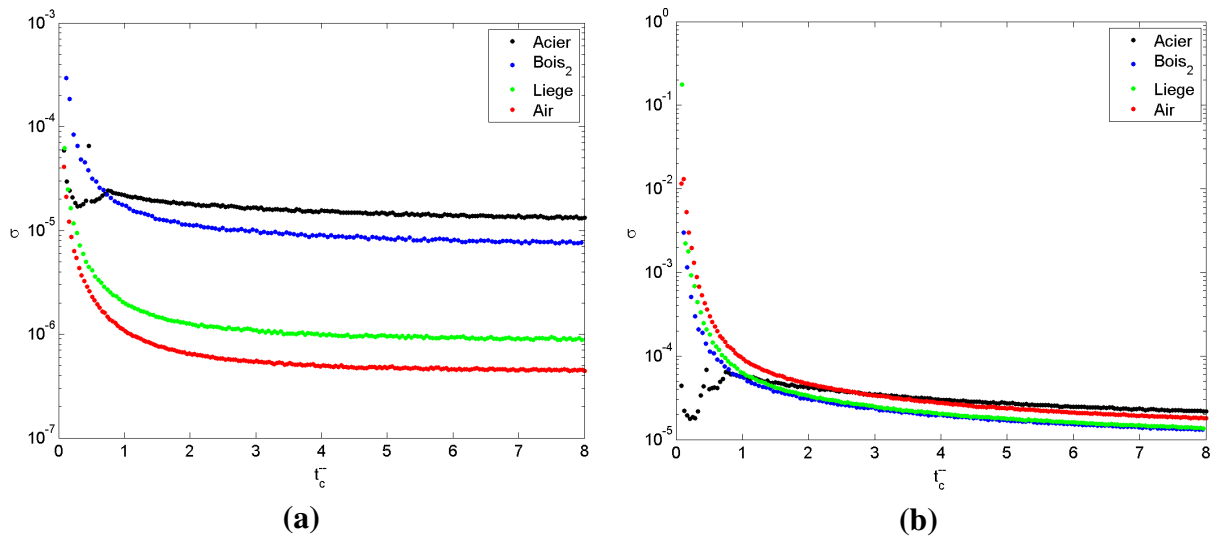 10^-3
10^-4
10^-5
10^-6
10^-7
σ
0 1 2 3 4 5 6 7 8
t_c^--
Acier
Bois_2
Liege
Air
(a)
10^0
10^-1
10^-2
10^-3
10^-4
10^-5
σ
0 1 2 3 4 5 6 7 8
t_c^--
Acier
Bois_2
Liege
Air
(b)